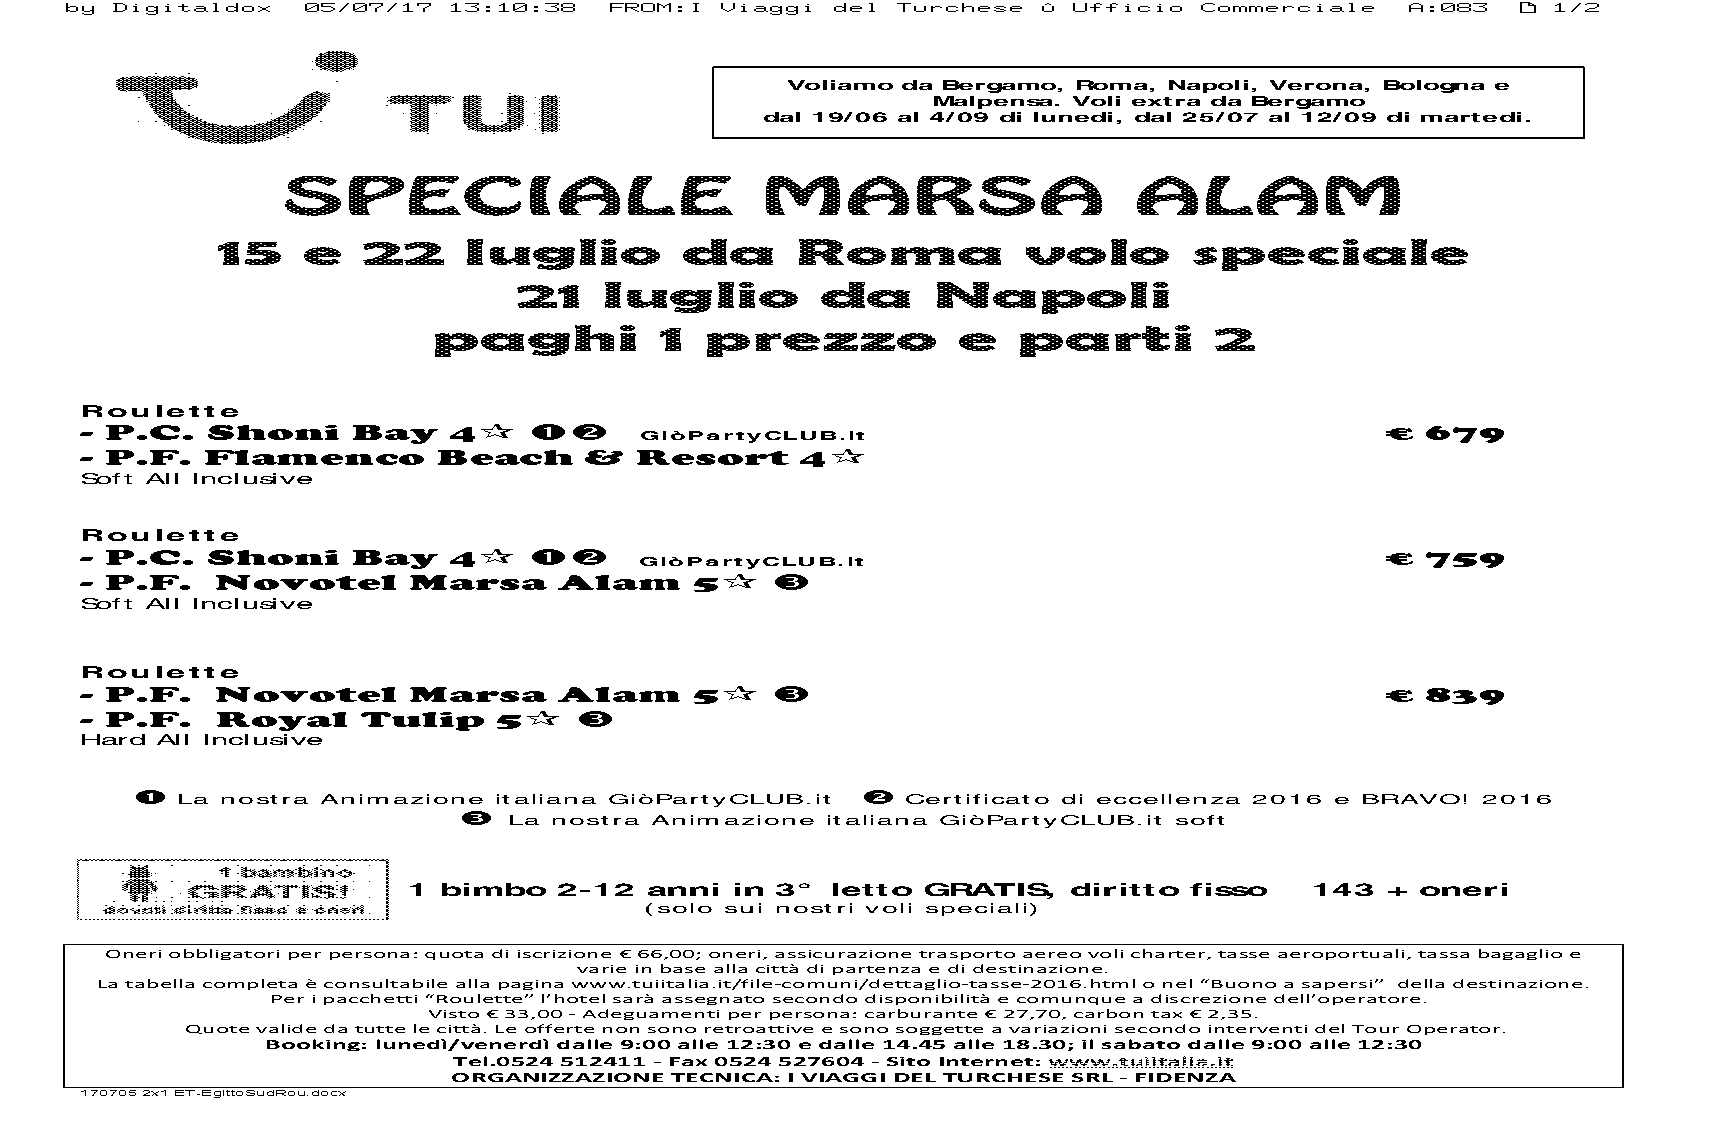 by Digitaldox 05/07/17 13:10:38 FROM:I Viaggi del Turchese û Ufficio Commerciale A:083 1/2
TUI
Voliamo da Bergamo, Roma, Napoli, Verona, Bologna e
Malpensa. Voli extra da Bergamo
dal 19/06 al 4/09 di lunedi, dal 25/07 al 12/09 di martedi.
SPECIALE MARSA ALAM
15 e 22 luglio da Roma volo speciale
21 luglio da Napoli
paghi 1 prezzo e parti 2
Roulette
- P.C. Shoni Bay 4☆ ❶❷ GiòPartyCLUB.it € 679
- P.F. Flamenco Beach & Resort 4☆
Soft All Inclusive
Roulette
- P.C. Shoni Bay 4☆ ❶❷ GiòPartyCLUB.it € 759
- P.F. Novotel Marsa Alam 5☆ ❸
Soft All Inclusive
Roulette
- P.F. Novotel Marsa Alam 5☆ ❸ € 839
- P.F. Royal Tulip 5☆ ❸
Hard All Inclusive
❶ La nostra Animazione italiana GiòPartyCLUB.it ❷ Certificato di eccellenza 2016 e BRAVO! 2016
❸ La nostra Animazione italiana GiòPartyCLUB.it soft
1 bambino
GRATIS!
dovuti diritto fisso e oneri
1 bimbo 2-12 anni in 3° letto GRATIS, diritto fisso 143 + oneri
(solo sui nostri voli speciali)
Oneri obbligatori per persona: quota di iscrizione € 66,00; oneri, assicurazione trasporto aereo voli charter, tasse aeroportuali, tassa bagaglio e
varie in base alla città di partenza e di destinazione.
La tabella completa è consultabile alla pagina www.tuiitalia.it/file-comuni/dettaglio-tasse-2016.html o nel “Buono a sapersi” della destinazione.
Per i pacchetti “Roulette” l’hotel sarà assegnato secondo disponibilità e comunque a discrezione dell’operatore.
Visto € 33,00 - Adeguamenti per persona: carburante € 27,70, carbon tax € 2,35.
Quote valide da tutte le città. Le offerte non sono retroattive e sono soggette a variazioni secondo interventi del Tour Operator.
Booking: lunedì/venerdì dalle 9:00 alle 12:30 e dalle 14.45 alle 18.30; il sabato dalle 9:00 alle 12:30
Tel.0524 512411 - Fax 0524 527604 - Sito Internet: www.tuiitalia.it
ORGANIZZAZIONE TECNICA: I VIAGGI DEL TURCHESE SRL - FIDENZA
170705 2x1 ET-EgittoSudRou.docx